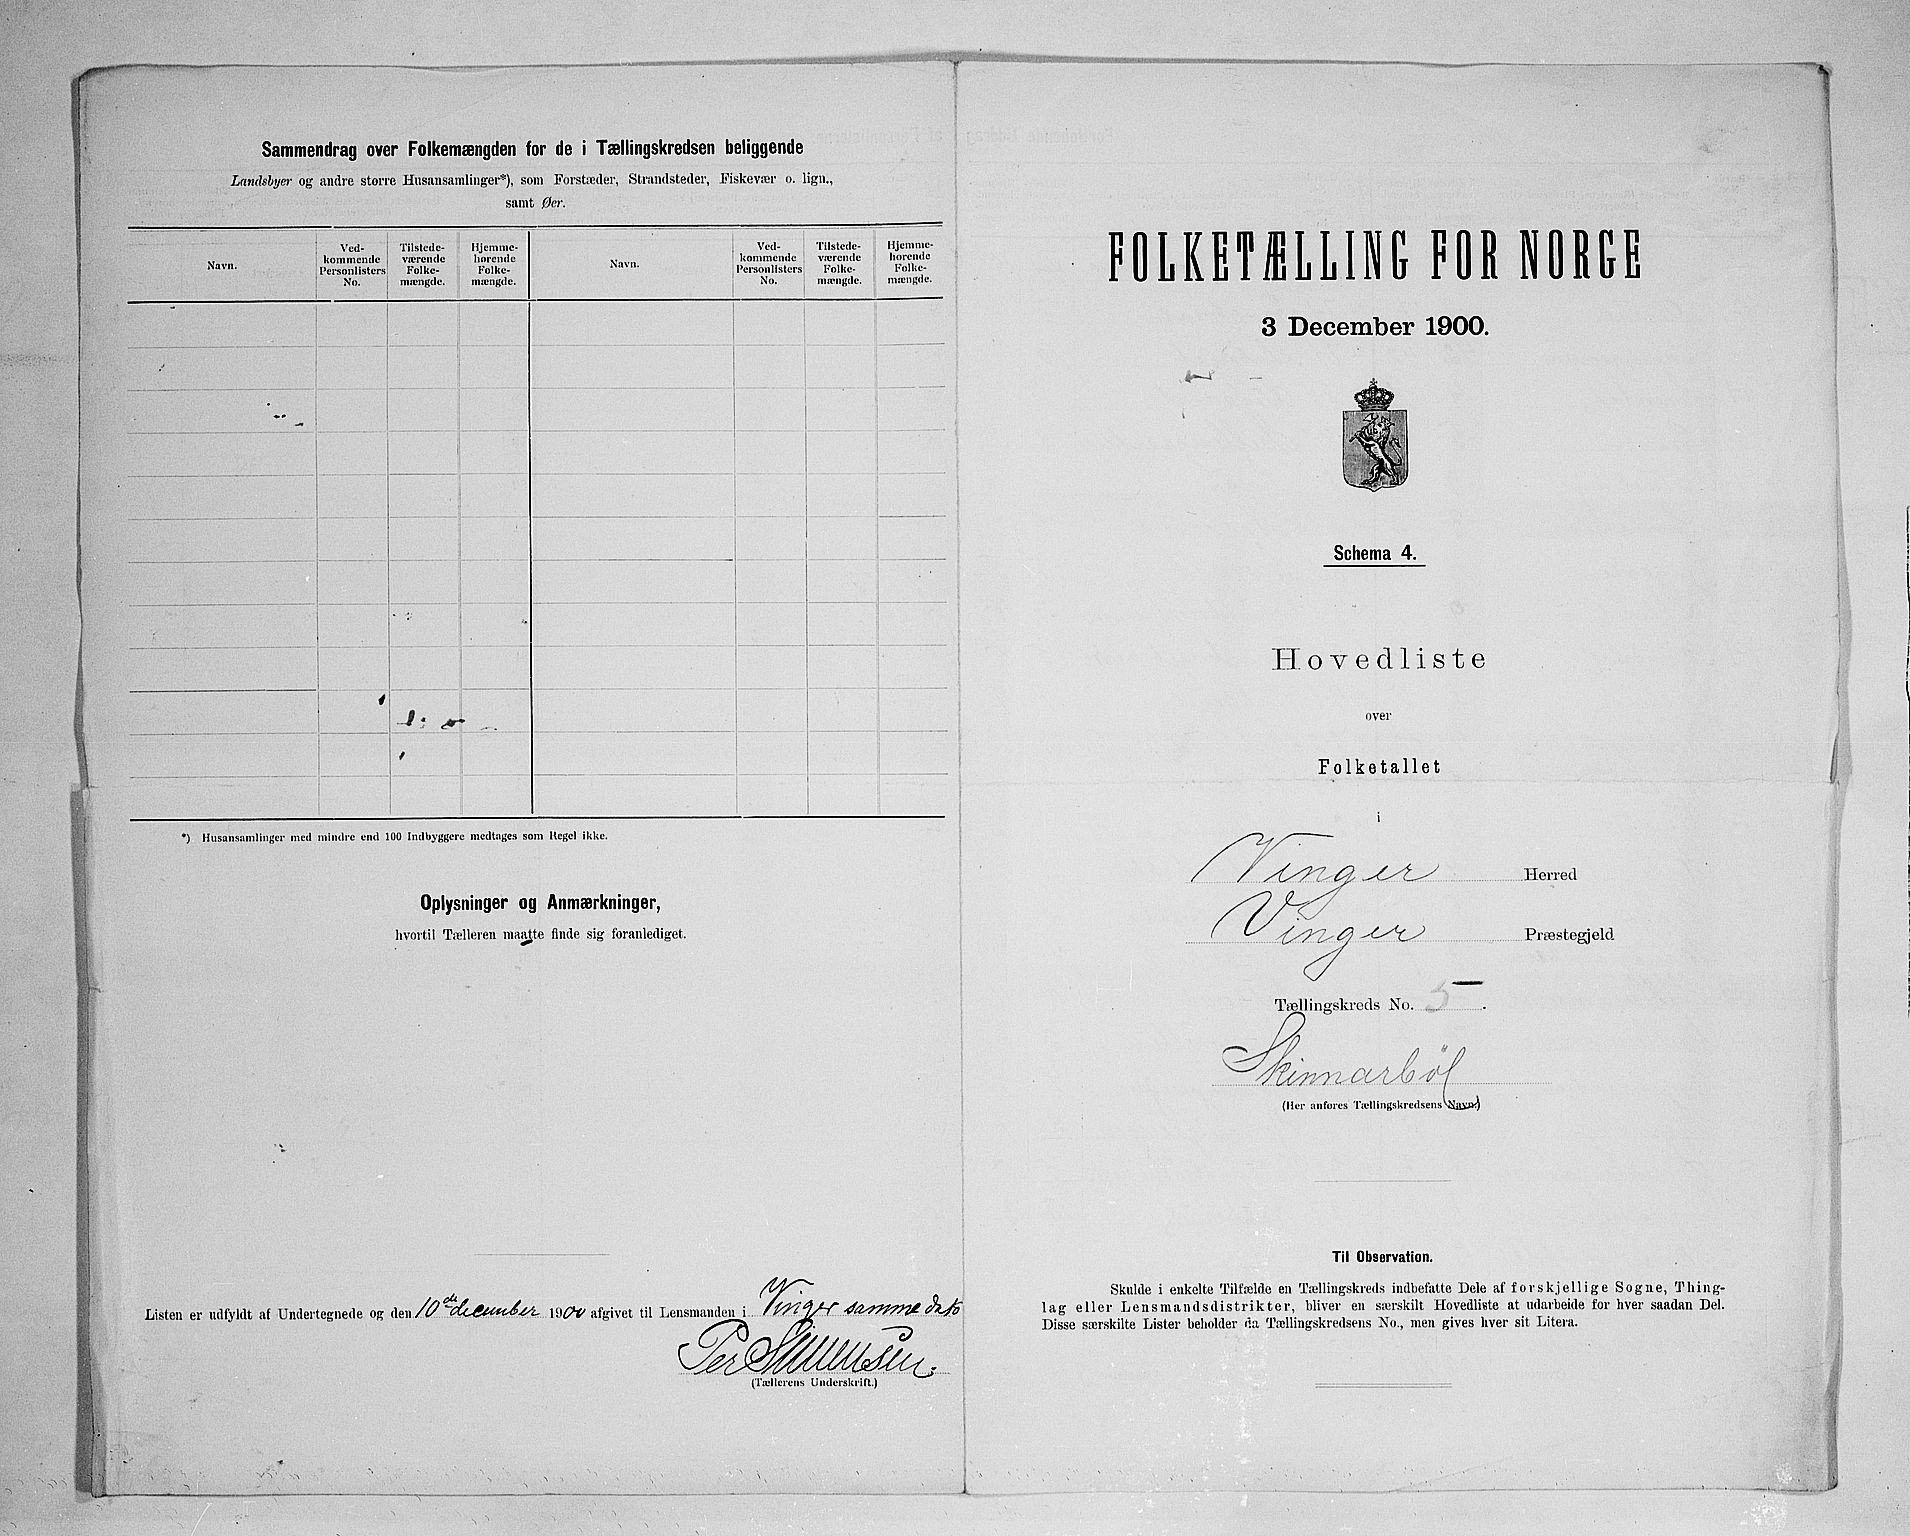 Sammendrag over Folkemængden for de i Tællingskredsen beliggende
Landsbyer og andre større Husansamlinger*), som Forstæder, Strandsteder, Fiskevær o. lign.,
samt Øer.
Navn.
Ved-
kommende
Personlisters
No.
Tilstede-
værende
Folke-
mængde.
Hjemme-
hørende
Folke-
mængde.
Navn.
Ved-
kommende
Personlisters
No.
Tilstede-
værende
Folke-
mængde.
Hjemme-
hørende
Folke-
mængde.
*) Husansamlinger med mindre end 100 Indbyggere medtages som Regel ikke.
Oplysninger og Anmærkninger,
hvortil Tælleren maatte finde sig foranlediget.
Listen er udfyldt af Undertegnede og den 10de december 1900 afgivet til Lensmanden i Vinger samme dato
Per Simensen.
(Tællerens Underskrift.)
FOLKETÆLLING FOR NORGE
3 December 1900.
Schema 4.
Hovedliste
over
Folketallet
i
Vinger Herred
Vinger Præstegjeld
Tællingskreds No. 5.
Skinnarböl
(Her anføres Tællingskredsens Navn.)
Til Observation.
Skulde i enkelte Tilfælde en Tællingskreds indbefatte Dele af forskjellige Sogne, Thing-
lag eller Lensmandsdistrikter, bliver en særskilt Hovedliste at udarbeide for hver saadan Del.
Disse særskilte Lister beholder da Tællingskredsens No., men gives hver sit Litera.